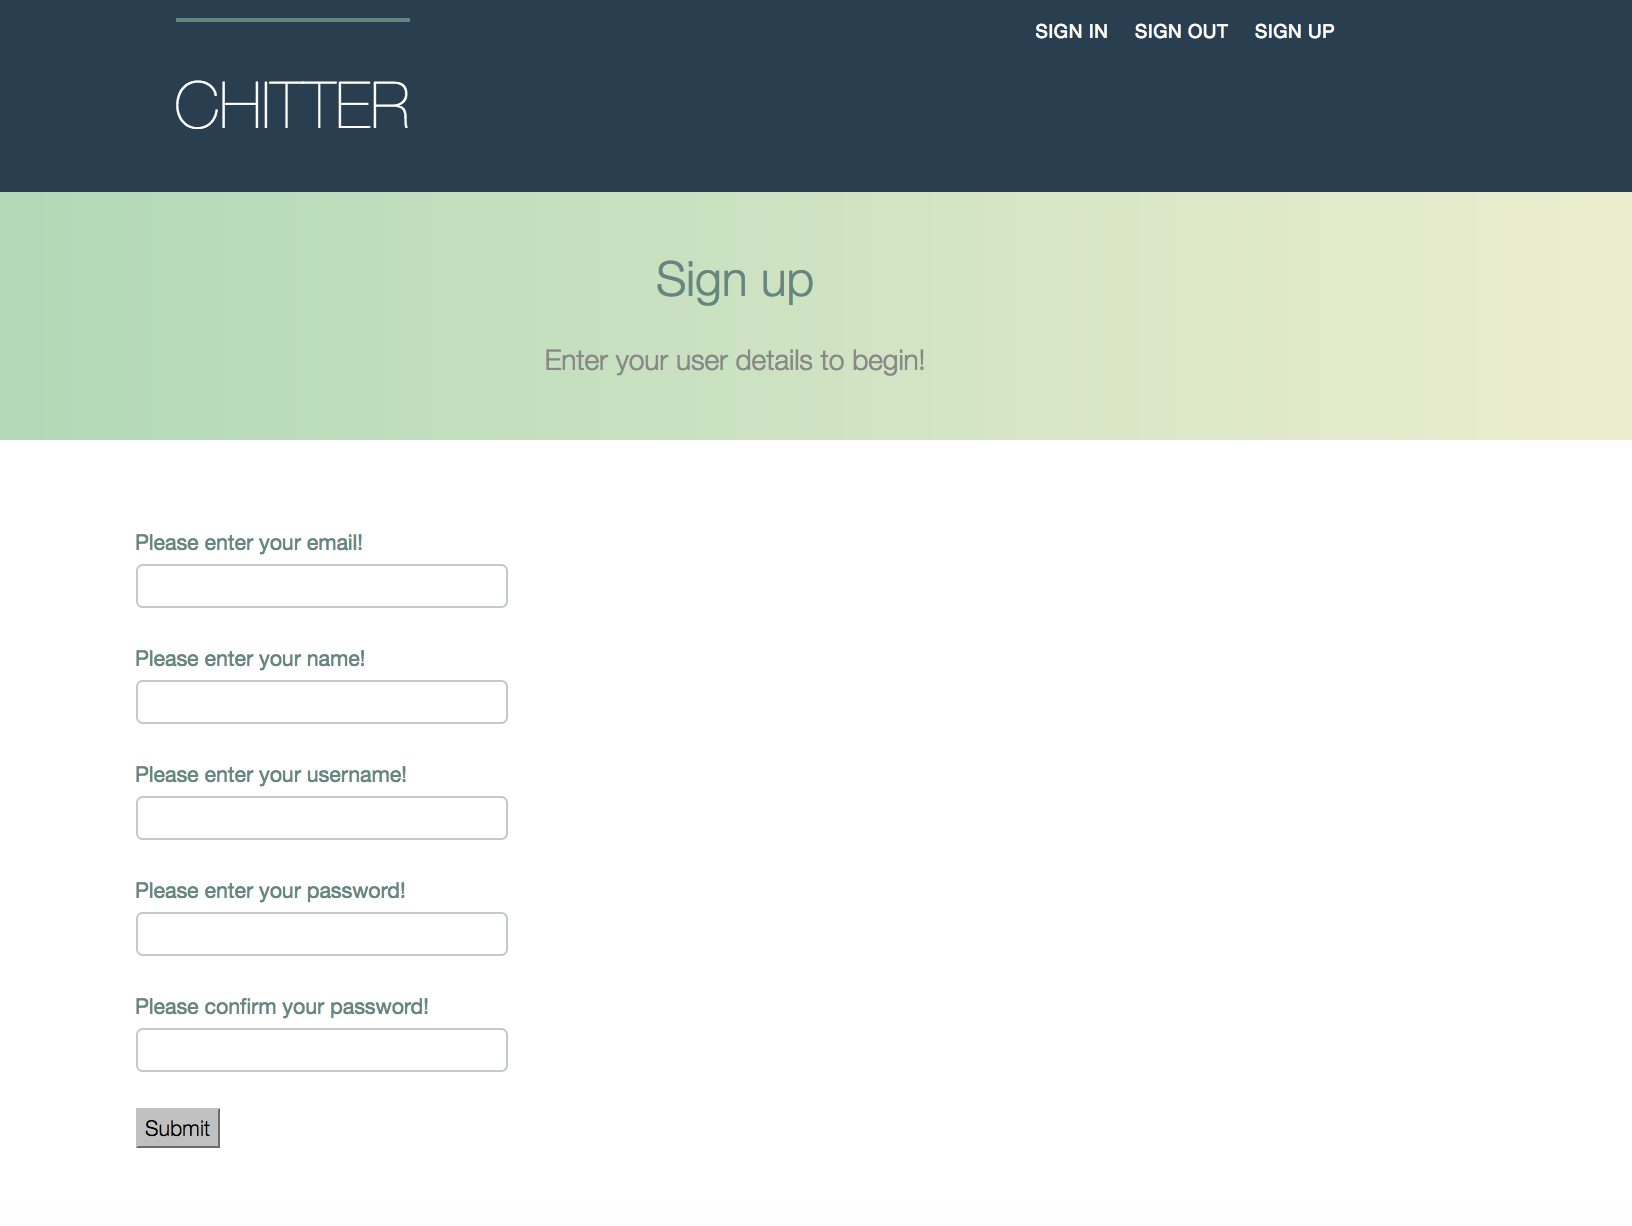 SIGN IN SIGN OUT SIGN UP
CHITTER
Sign up
Enter your user details to begin!
Please enter your email!
Please enter your name!
Please enter your username!
Please enter your password!
Please confirm your password!
Submit